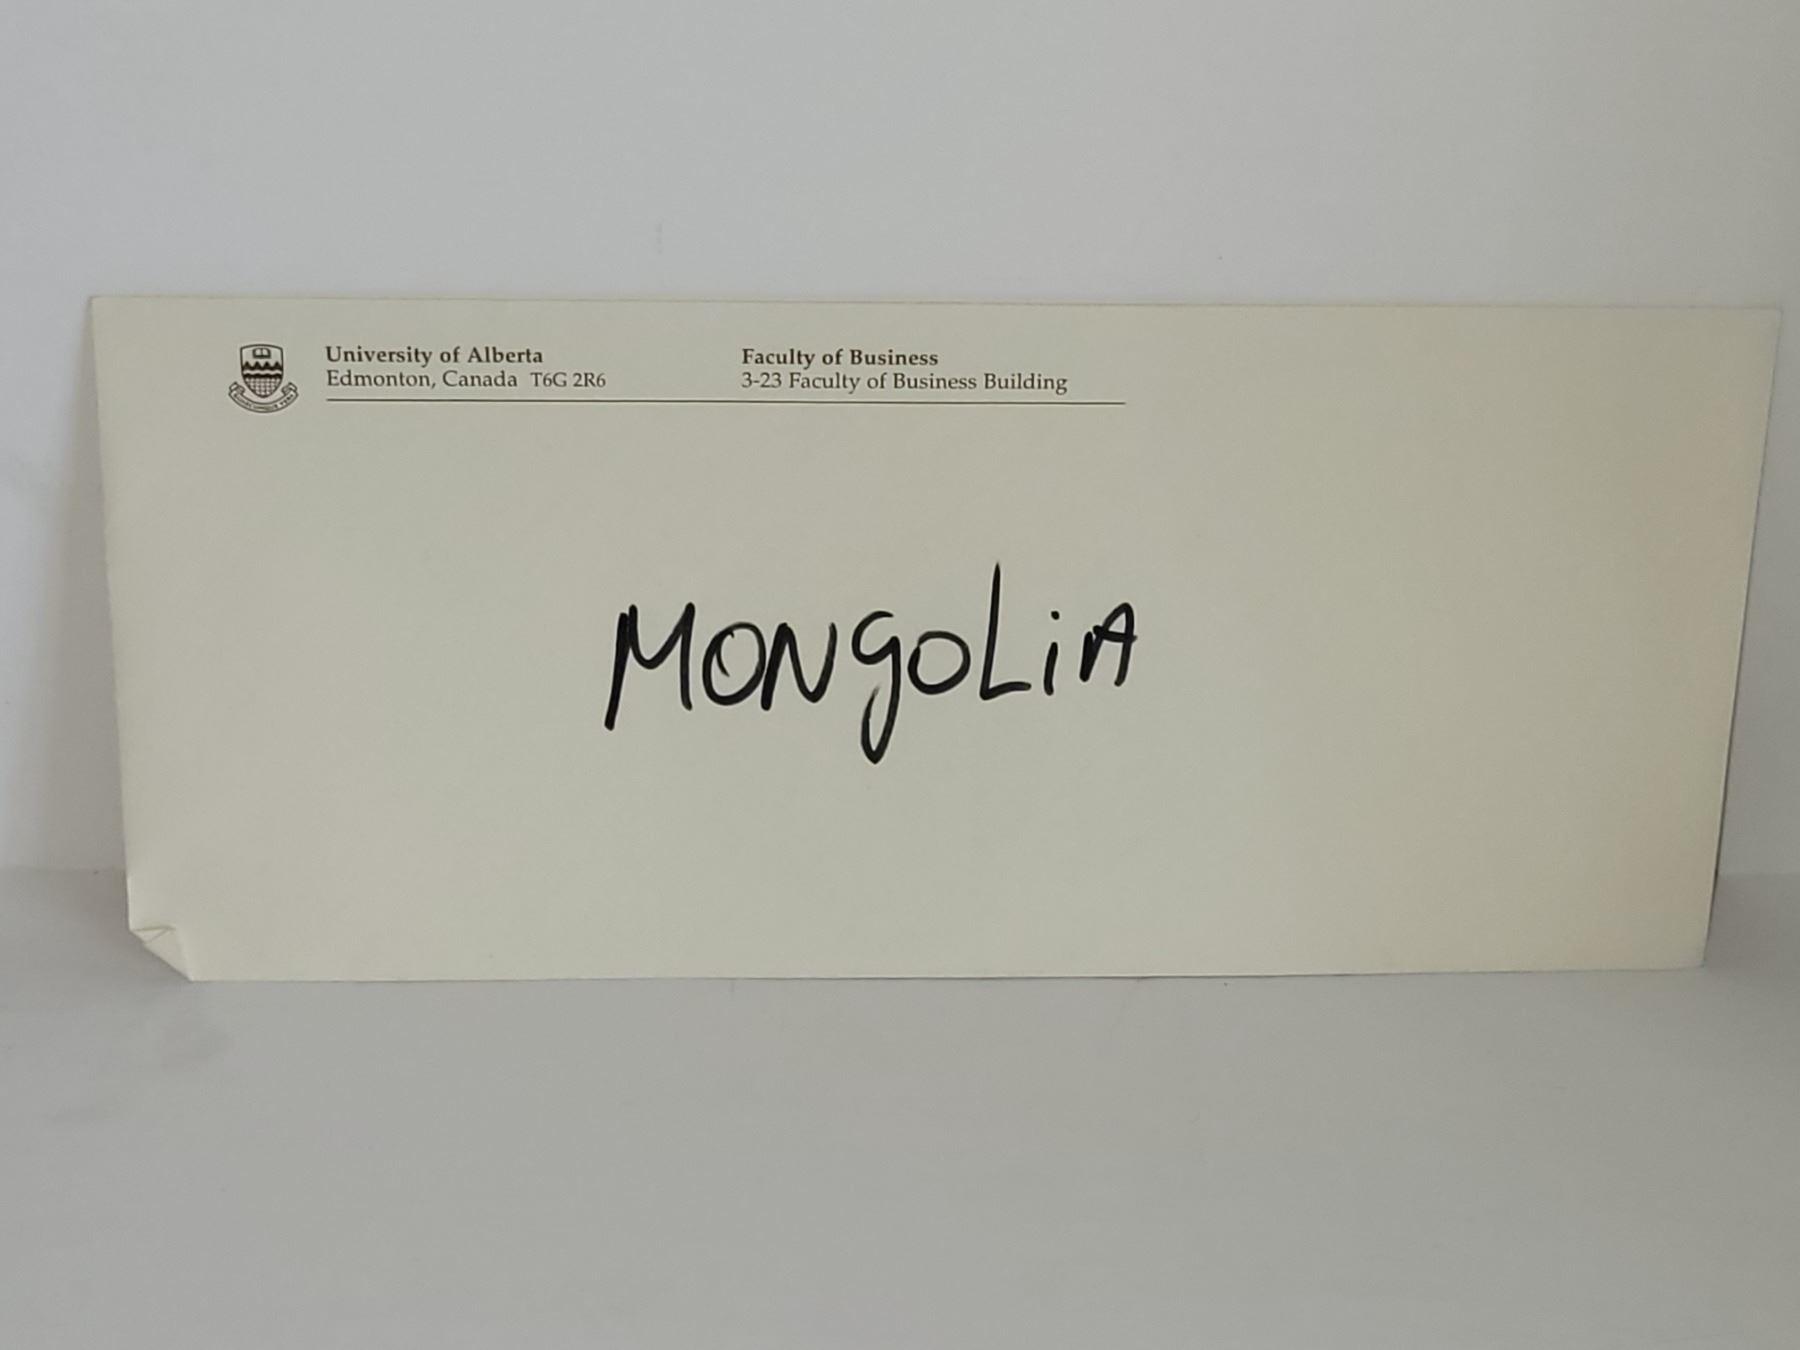 University of Alberta
Edmonton, Canada T6G 2R6
Faculty of Business
3-23 Faculty of Business Building
MONgOLiA